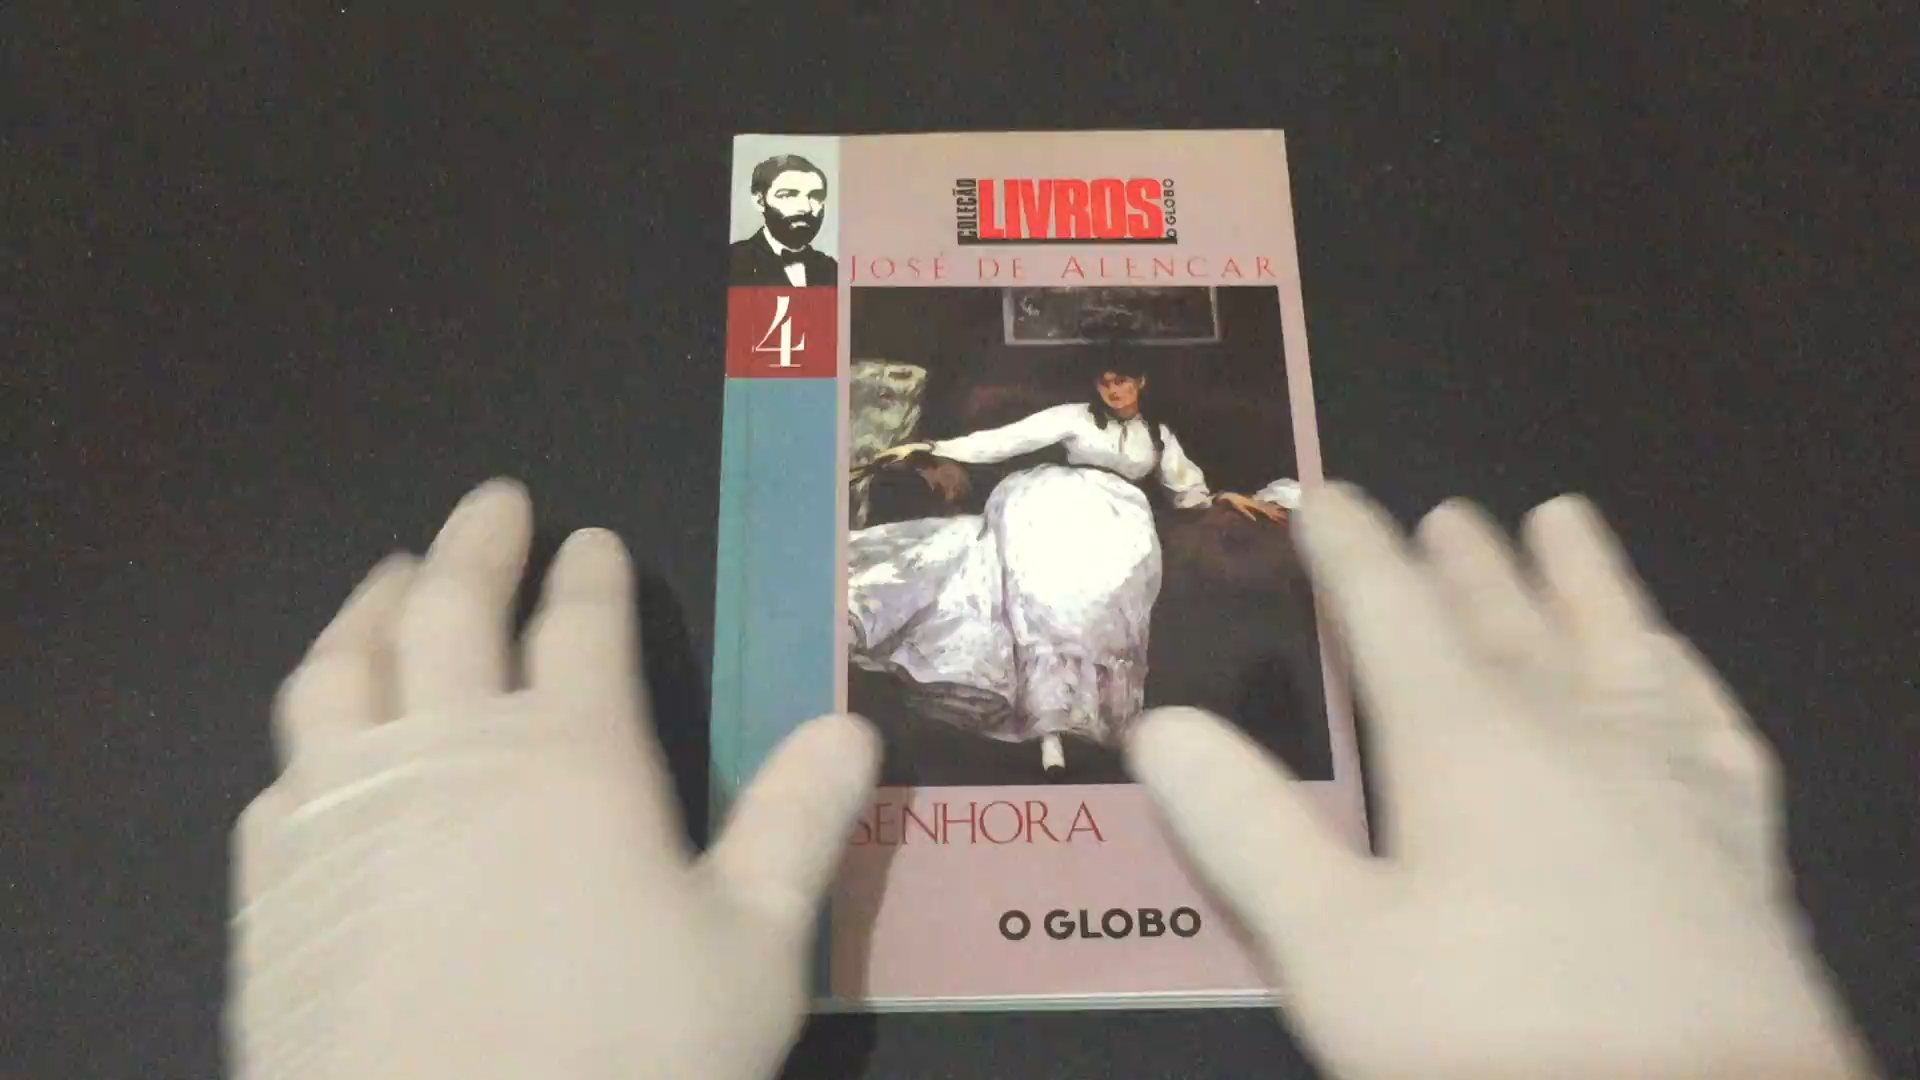 COLEÇÃO LIVROS O GLOBO
JOSÉ DE ALENCAR
4
SENHORA
O GLOBO